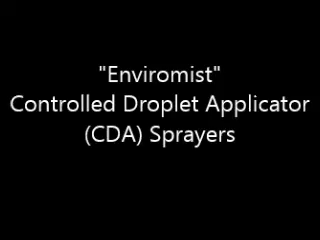 "Enviromist"
Controlled Droplet Applicator
(CDA) Sprayers